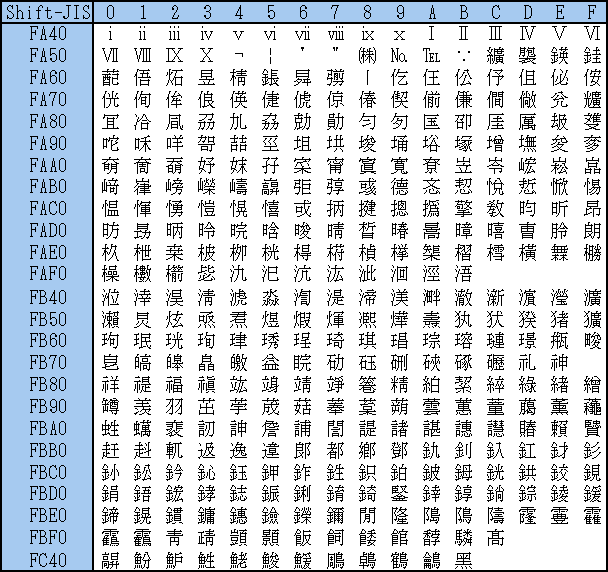 Shift-JIS 0 1 2 3 4 5 6 7 8 9 A B C D E F
FA40 ⅰ ⅱ ⅲ ⅳ ⅴ ⅵ ⅶ ⅷ ⅸ ⅹ Ⅰ Ⅱ Ⅲ Ⅳ Ⅴ Ⅵ
FA50 Ⅶ Ⅷ Ⅸ Ⅹ ¬ ¦ ' " ㈱ № ℡ ∵ 纊 褜 鍈 銈
FA60 蓜 俉 炻 昱 棈 鋹 曻 彅 丨 仡 仼 伀 伃 伹 佖 侒
FA70 侊 侚 侔 俍 偀 倢 俿 倞 偆 偰 偂 傔 僴 僘 兊 兤
FA80 冝 冾 凬 刕 劜 劦 勀 勛 匀 匇 匤 卲 厓 厲 叝 﨎
FA90 咜 咊 咩 哿 喆 坙 坥 垬 埈 埇 﨏 塚 增 墲 夋 奓
FAA0 奛 奝 奣 妤 妺 孖 寀 甯 寘 寬 尞 岦 岺 峵 崧 嵓
FAB0 﨑 嵂 嵭 嶸 嶹 巐 弡 弴 彧 德 忞 恝 悅 悊 惞 惕
FAC0 愠 惲 愑 愷 愰 憘 戓 抦 揵 摠 撝 擎 敎 昀 昕 昻
FAD0 昉 昮 昞 昤 晥 晗 晙 晴 晳 暙 暠 暲 暿 曺 朎 朗
FAE0 杦 枻 桒 柀 栁 桄 棏 﨓 楨 﨔 榘 槢 樰 橫 橆 橳
FAF0 橾 櫢 櫤 毖 氿 汜 沆 汯 泚 洄 涇 浯
FB40 涖 涬 淏 淸 淲 淼 渹 湜 渧 渼 溿 澈 澵 濵 瀅 瀇
FB50 瀨 炅 炫 焏 焄 煜 煆 煇 凞 燁 燾 犱 犾 猤 猪 獷
FB60 玽 珉 珖 珣 珒 琇 珵 琦 琪 琩 琮 瑢 璉 璟 甁 畯
FB70 皂 皜 皞 皛 皦 益 睆 劯 砡 硎 硤 硺 礰 礼 神
FB80 祥 禔 福 禛 竑 竧 靖 竫 箞 精 絈 絜 綷 綠 緖 繒
FB90 罇 羡 羽 茁 荢 荿 菇 菶 葈 蒴 蕓 蕙 蕫 﨟 薰 蘒
FBA0 﨡 蠇 裵 訒 訷 詹 誧 誾 諟 諸 諶 譓 譿 賰 賴 贒
FBB0 赶 﨣 軏 﨤 逸 遧 郞 都 鄕 鄧 釚 釗 釞 釭 釮 釤
FBC0 釥 鈆 鈐 鈊 鈺 鉀 鈼 鉎 鉙 鉑 鈹 鉧 銧 鉷 鉸 鋧
FBD0 鋗 鋙 鋐 﨧 鋕 鋠 鋓 錥 錡 鋻 﨨 錞 鋿 錝 錂 鍰
FBE0 鍗 鎤 鏆 鏞 鏸 鐱 鑅 鑈 閒 隆 﨩 隝 隯 霳 霻 靃
FBF0 靍 靏 靑 靕 顗 顥 飯 飼 餧 館 馞 驎 髙
FC40 髜 魵 魲 鮏 鮱 鮻 鰀 鵰 鵫 鶴 鸙 黑